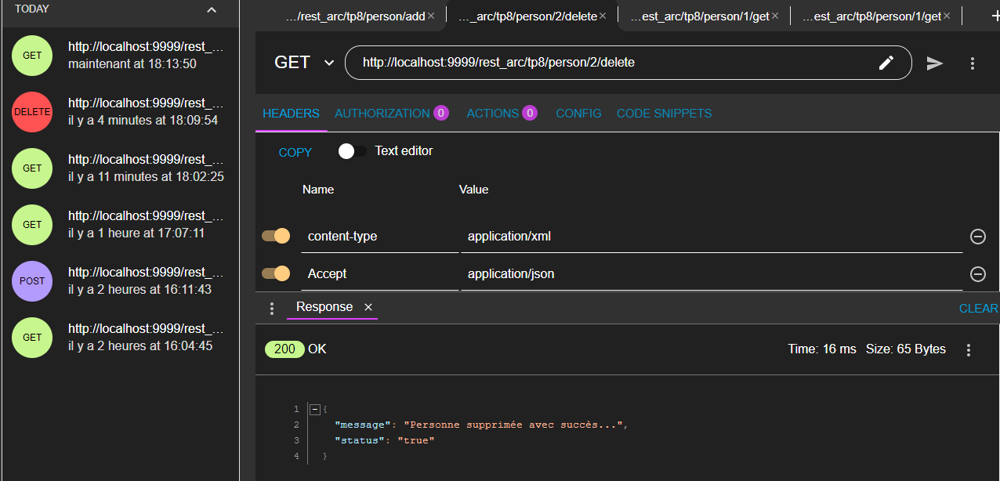 TODAY
GET
http://localhost:9999/rest_...
maintenant at 18:13:50
DELETE
http://localhost:9999/rest_...
il y a 4 minutes at 18:09:54
GET
http://localhost:9999/rest_...
il y a 11 minutes at 18:02:25
GET
http://localhost:9999/rest_...
il y a 1 heure at 17:07:11
POST
http://localhost:9999/rest_...
il y a 2 heures at 16:11:43
GET
http://localhost:9999/rest_...
il y a 2 heures at 16:04:45
.../rest_arc/tp8/person/add× ..._arc/tp8/person/2/delete× ...est_arc/tp8/person/1/get× ...est_arc/tp8/person/1/get× +
GET http://localhost:9999/rest_arc/tp8/person/2/delete
HEADERS AUTHORIZATION 0 ACTIONS 0 CONFIG CODE SNIPPETS
COPY Text editor
Name Value
content-type application/xml
Accept application/json
Response × CLEAR
200 OK Time: 16 ms Size: 65 Bytes
1 {
2 "message": "Personne supprimée avec succès...",
3 "status": "true"
4 }